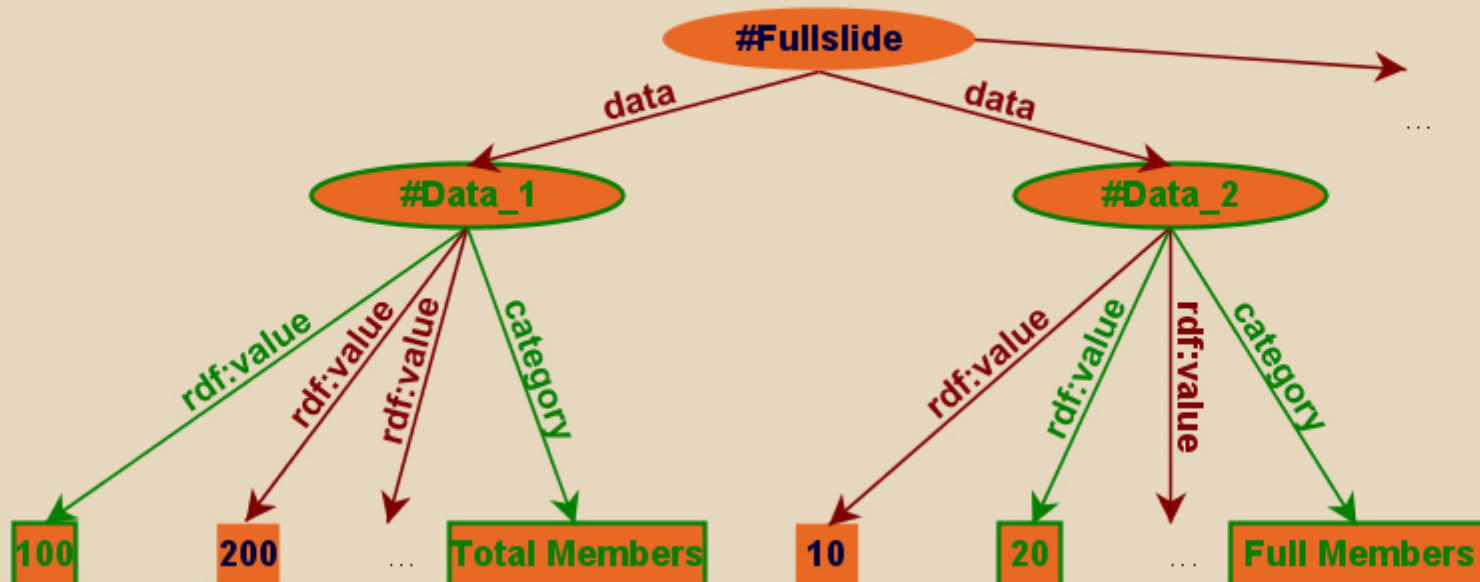 #Fullslide
data
data
...
#Data_1
#Data_2
rdf:value
rdf:value
rdf:value
category
rdf:value
rdf:value
rdf:value
category
100
200
...
Total Members
10
20
...
Full Members